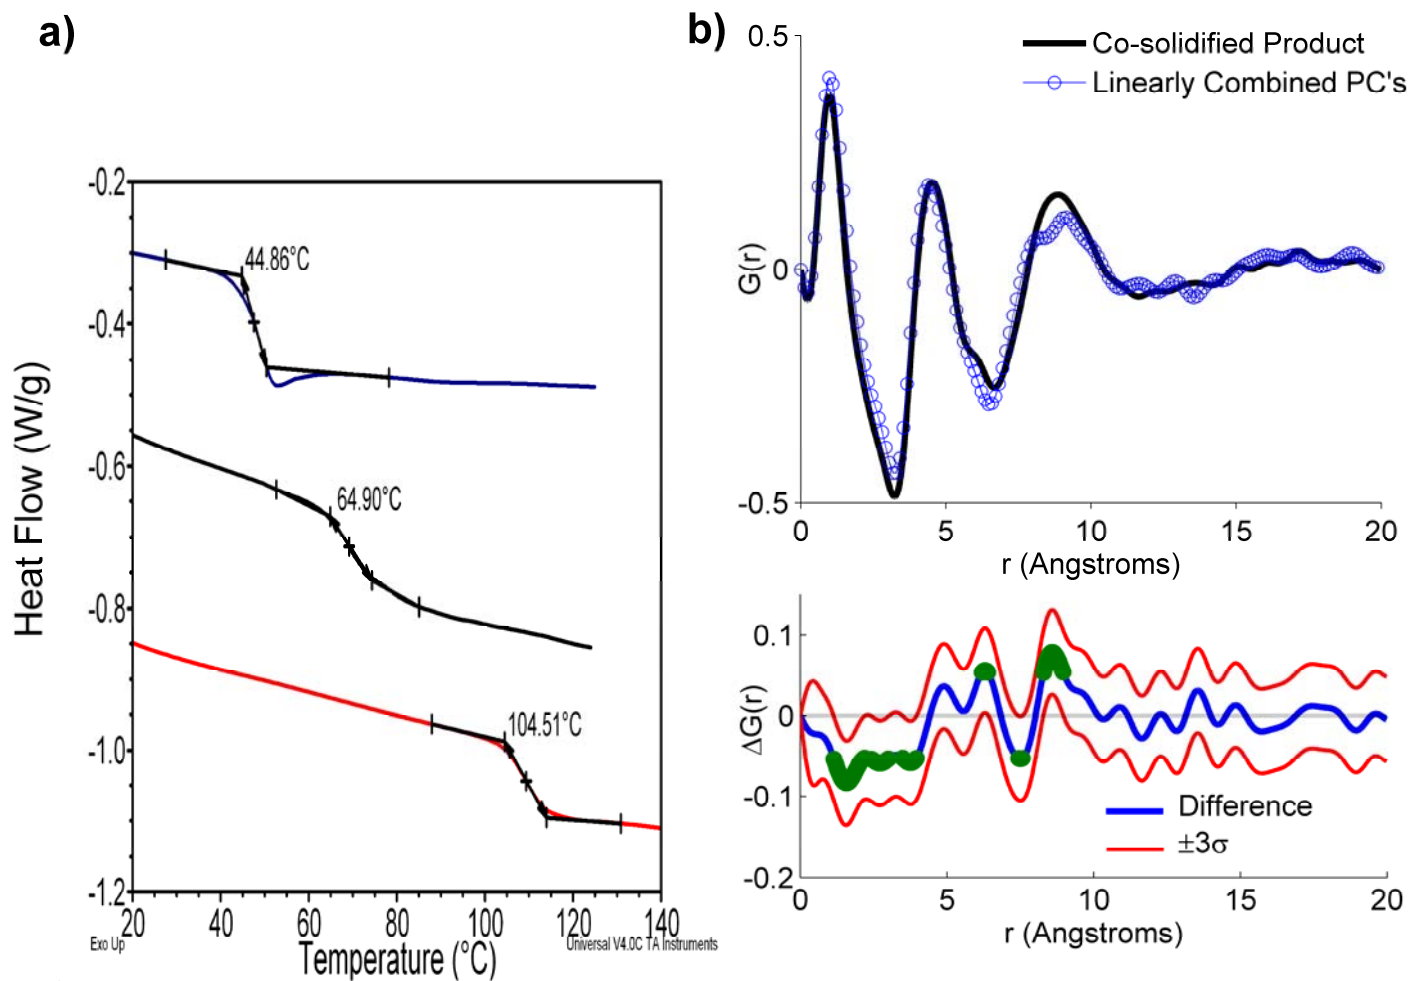 a)
-0.2
-0.4
-0.6
-0.8
-1.0
-1.2
Heat Flow (W/g)
44.86°C
64.90°C
104.51°C
20 40 60 80 100 120 140
Exo Up
Temperature (°C)
Universal V4.0C TA Instruments
b)
0.5
0
-0.5
G(r)
Co-solidified Product
Linearly Combined PC's
0 5 10 15 20
r (Angstroms)
0.1
0
-0.1
-0.2
ΔG(r)
Difference
±3σ
0 5 10 15 20
r (Angstroms)